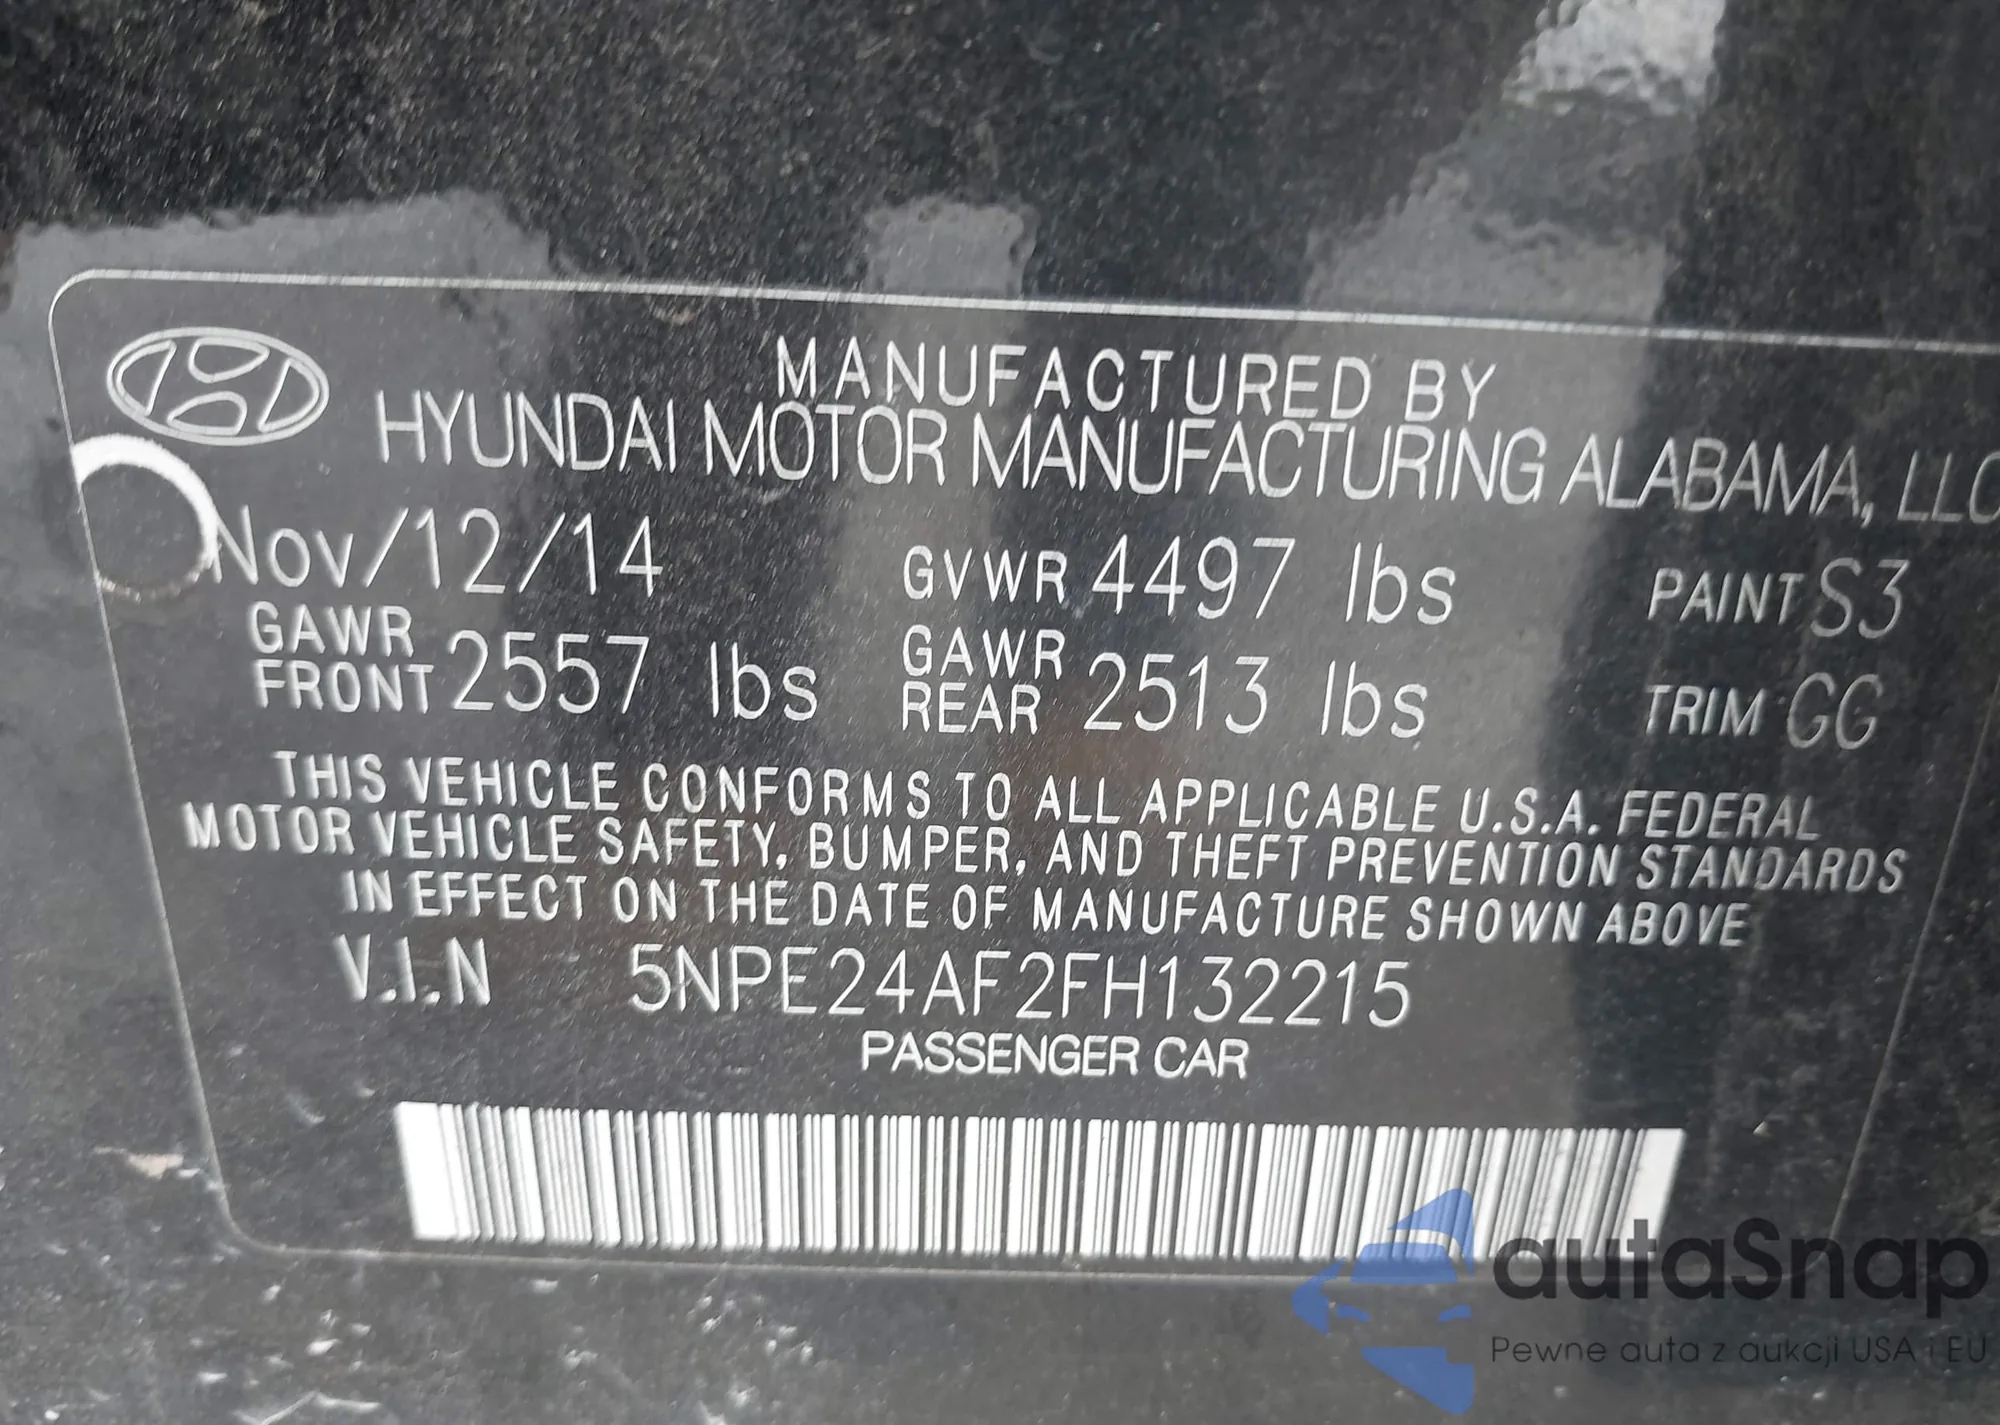 MANUFACTURED BY
HYUNDAI MOTOR MANUFACTURING ALABAMA, LLC
Nov/12/14 GVWR 4497 lbs PAINT S3
GAWR FRONT 2557 lbs GAWR REAR 2513 lbs TRIM GG
THIS VEHICLE CONFORMS TO ALL APPLICABLE U.S.A. FEDERAL
MOTOR VEHICLE SAFETY, BUMPER, AND THEFT PREVENTION STANDARDS
IN EFFECT ON THE DATE OF MANUFACTURE SHOWN ABOVE
V.I.N 5NPE24AF2FH132215
PASSENGER CAR
autaSnap
Pewne auta z aukcji USA i EU